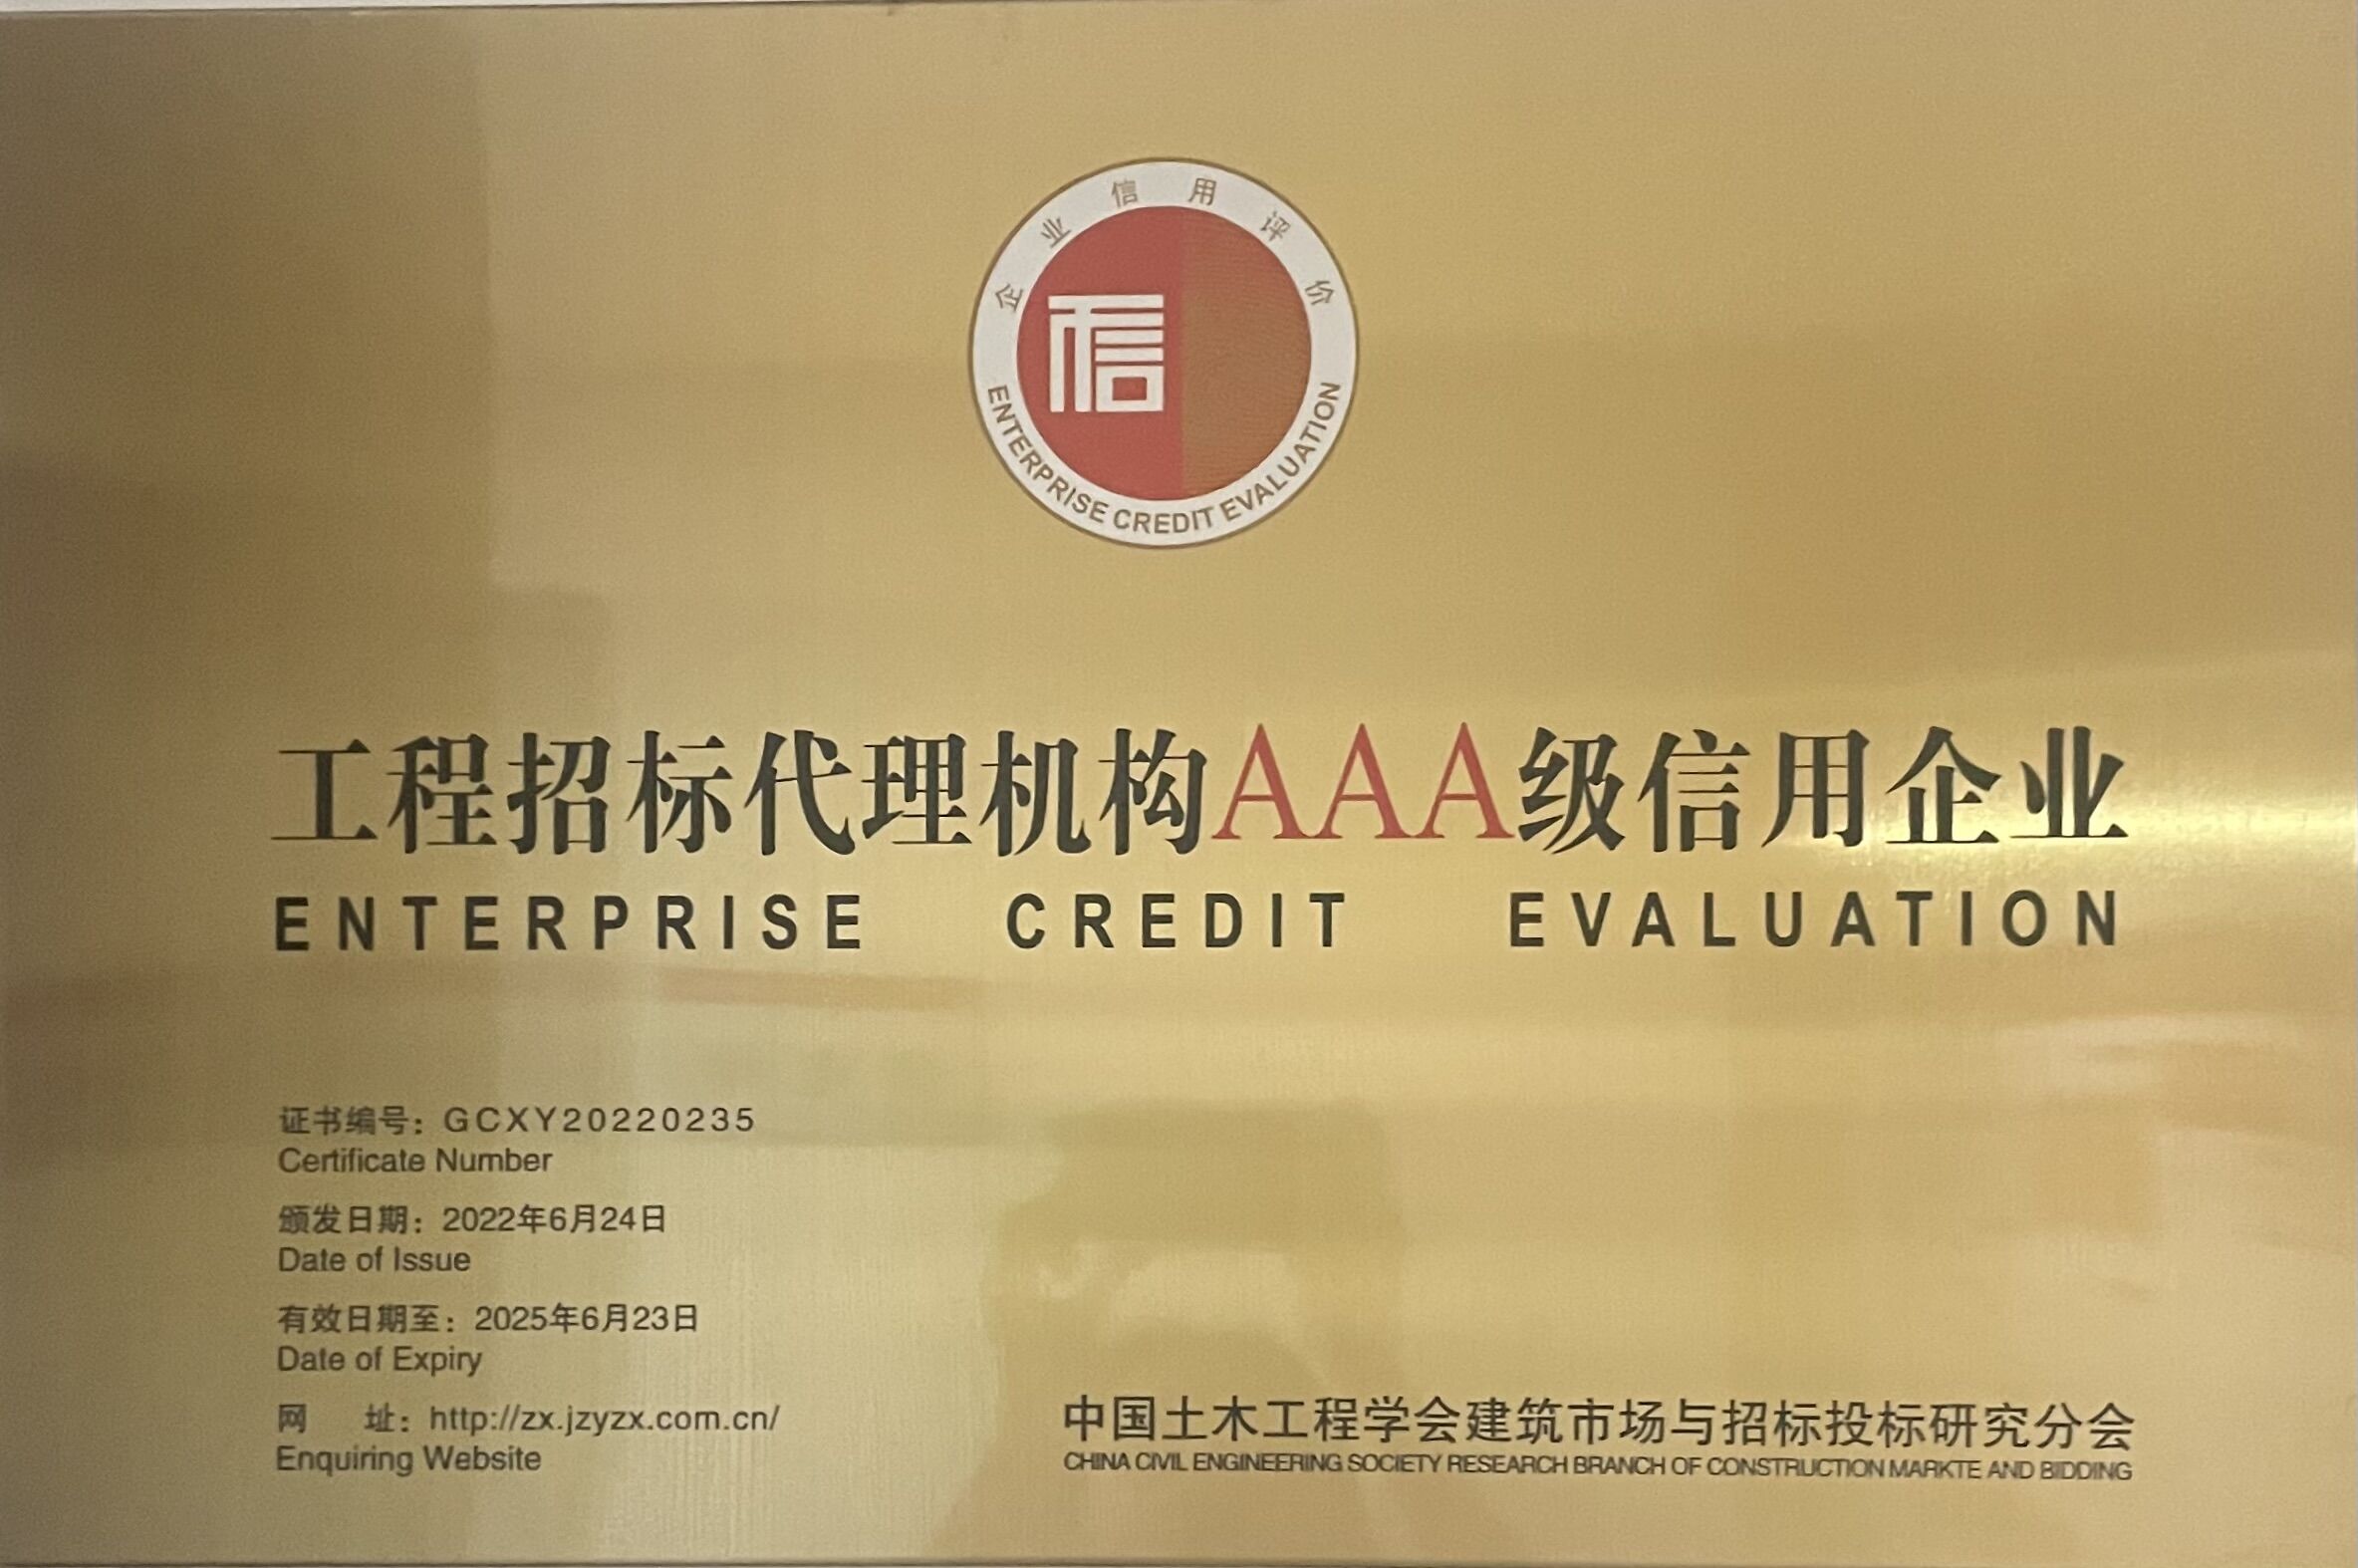 企业信用评价
信
ENTERPRISE CREDIT EVALUATION
工程招标代理机构AAA级信用企业
ENTERPRISE CREDIT EVALUATION
证书编号：GCXY20220235
Certificate Number
颁发日期：2022年6月24日
Date of Issue
有效日期至：2025年6月23日
Date of Expiry
网 址：http://zx.jzyzx.com.cn/
Enquiring Website
中国土木工程学会建筑市场与招标投标研究分会
CHINA CIVIL ENGINEERING SOCIETY RESEARCH BRANCH OF CONSTRUCTION MARKTE AND BIDDING